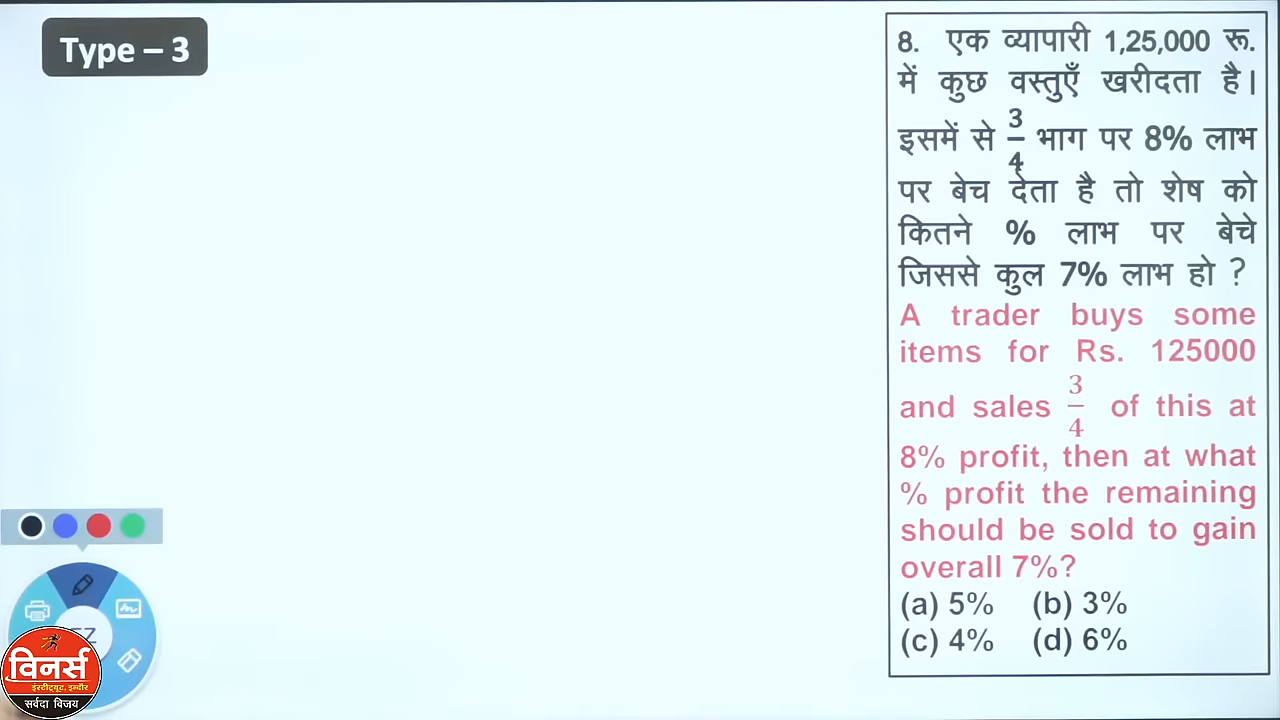 Type – 3
8. एक व्यापारी 1,25,000 रू.
में कुछ वस्तुएँ खरीदता है।
इसमें से 3/4 भाग पर 8% लाभ
पर बेच देता है तो शेष को
कितने % लाभ पर बेचे
जिससे कुल 7% लाभ हो ?
A trader buys some
items for Rs. 125000
and sales 3/4 of this at
8% profit, then at what
% profit the remaining
should be sold to gain
overall 7%?
(a) 5% (b) 3%
(c) 4% (d) 6%
विनर्स
इंस्टीट्यूट, इन्दौर
सर्वदा विजय